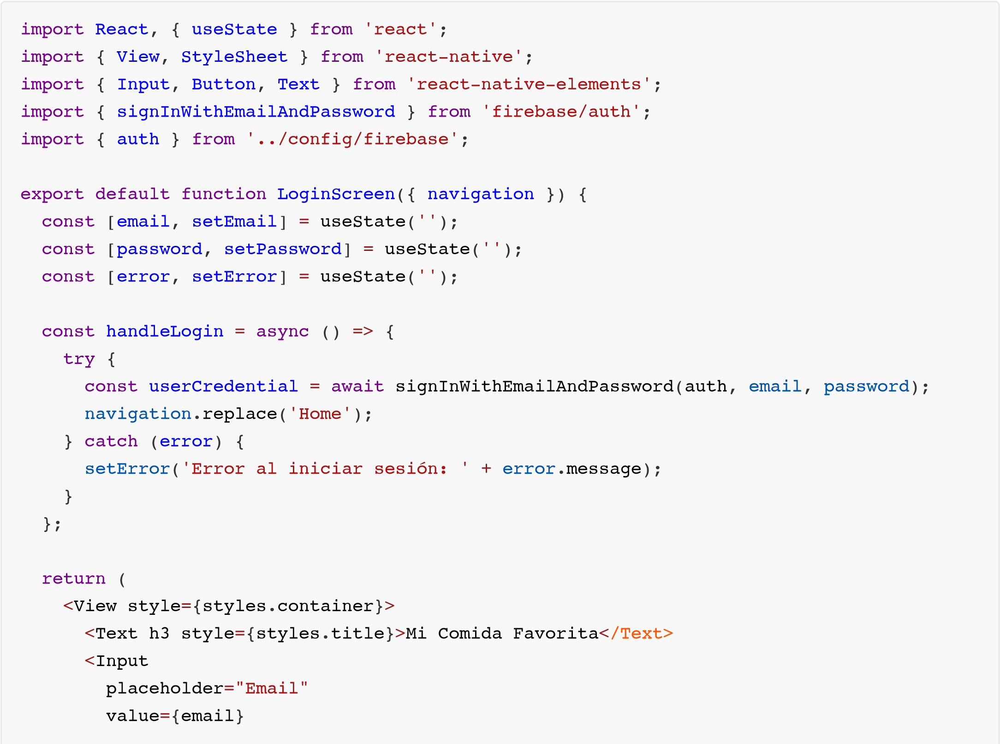 import React, { useState } from 'react';
import { View, StyleSheet } from 'react-native';
import { Input, Button, Text } from 'react-native-elements';
import { signInWithEmailAndPassword } from 'firebase/auth';
import { auth } from '../config/firebase';

export default function LoginScreen({ navigation }) {
  const [email, setEmail] = useState('');
  const [password, setPassword] = useState('');
  const [error, setError] = useState('');

  const handleLogin = async () => {
    try {
      const userCredential = await signInWithEmailAndPassword(auth, email, password);
      navigation.replace('Home');
    } catch (error) {
      setError('Error al iniciar sesión: ' + error.message);
    }
  };

  return (
    <View style={styles.container}>
      <Text h3 style={styles.title}>Mi Comida Favorita</Text>
      <Input
        placeholder="Email"
        value={email}